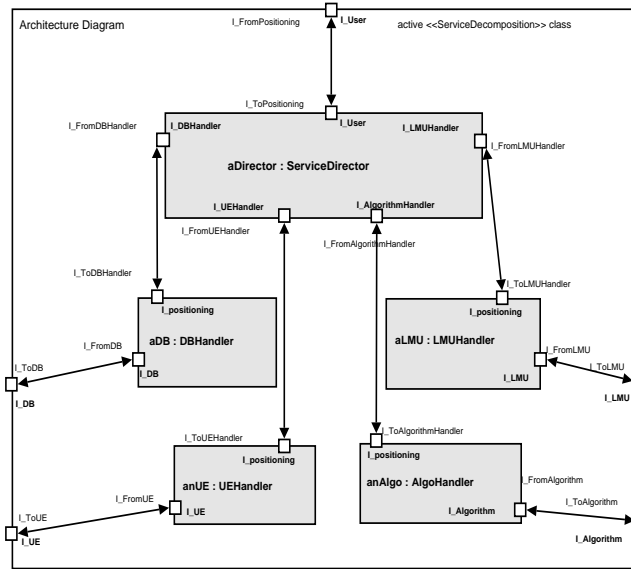 Architecture Diagram
active <<ServiceDecomposition>> class
I_FromPositioning
I_User
I_ToPositioning
I_User
I_FromDBHandler
I_DBHandler
I_LMUHandler
I_FromLMUHandler
aDirector : ServiceDirector
I_UEHandler
I_AlgorithmHandler
I_FromUEHandler
I_FromAlgorithmHandler
I_ToDBHandler
I_ToLMUHandler
I_positioning
I_positioning
aDB : DBHandler
aLMU : LMUHandler
I_FromDB
I_FromLMU
I_ToDB
I_DB
I_LMU
I_ToLMU
I_DB
I_LMU
I_ToUEHandler
I_ToAlgorithmHandler
I_positioning
I_positioning
anUE : UEHandler
anAlgo : AlgoHandler
I_FromAlgorithm
I_FromUE
I_ToAlgorithm
I_UE
I_Algorithm
I_ToUE
I_UE
I_Algorithm